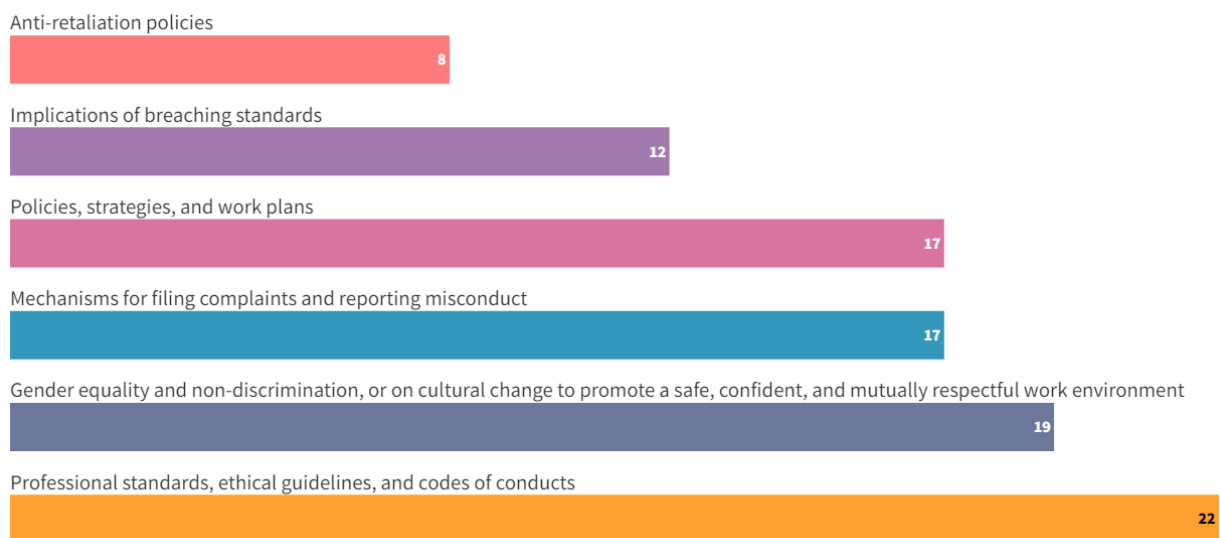 Anti-retaliation policies
8
Implications of breaching standards
12
Policies, strategies, and work plans
17
Mechanisms for filing complaints and reporting misconduct
17
Gender equality and non-discrimination, or on cultural change to promote a safe, confident, and mutually respectful work environment
19
Professional standards, ethical guidelines, and codes of conducts
22